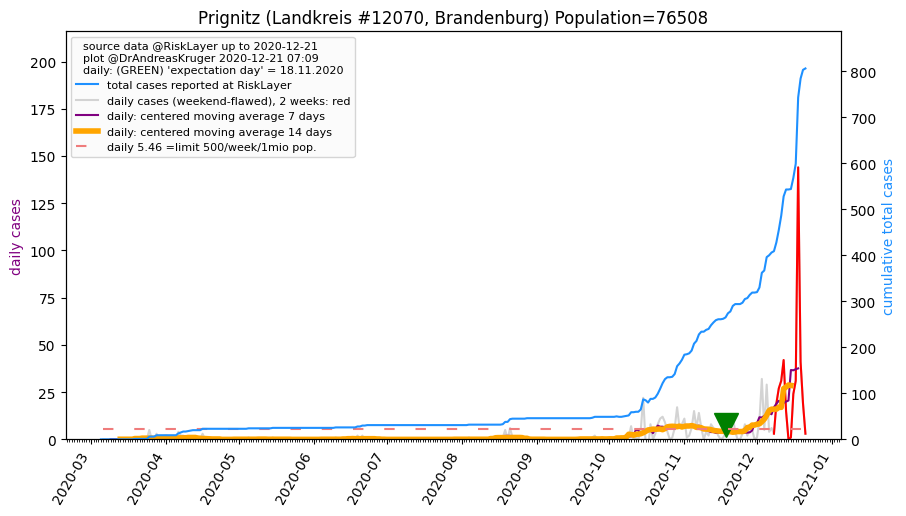 Prignitz (Landkreis #12070, Brandenburg) Population=76508
source data @RiskLayer up to 2020-12-21
plot @DrAndreasKruger 2020-12-21 07:09
daily: (GREEN) 'expectation day' = 18.11.2020
total cases reported at RiskLayer
daily cases (weekend-flawed), 2 weeks: red
daily: centered moving average 7 days
daily: centered moving average 14 days
daily 5.46 =limit 500/week/1mio pop.
daily cases
200
175
150
125
100
75
50
25
0
cumulative total cases
800
700
600
500
400
300
200
100
0
2020-03
2020-04
2020-05
2020-06
2020-07
2020-08
2020-09
2020-10
2020-11
2020-12
2021-01